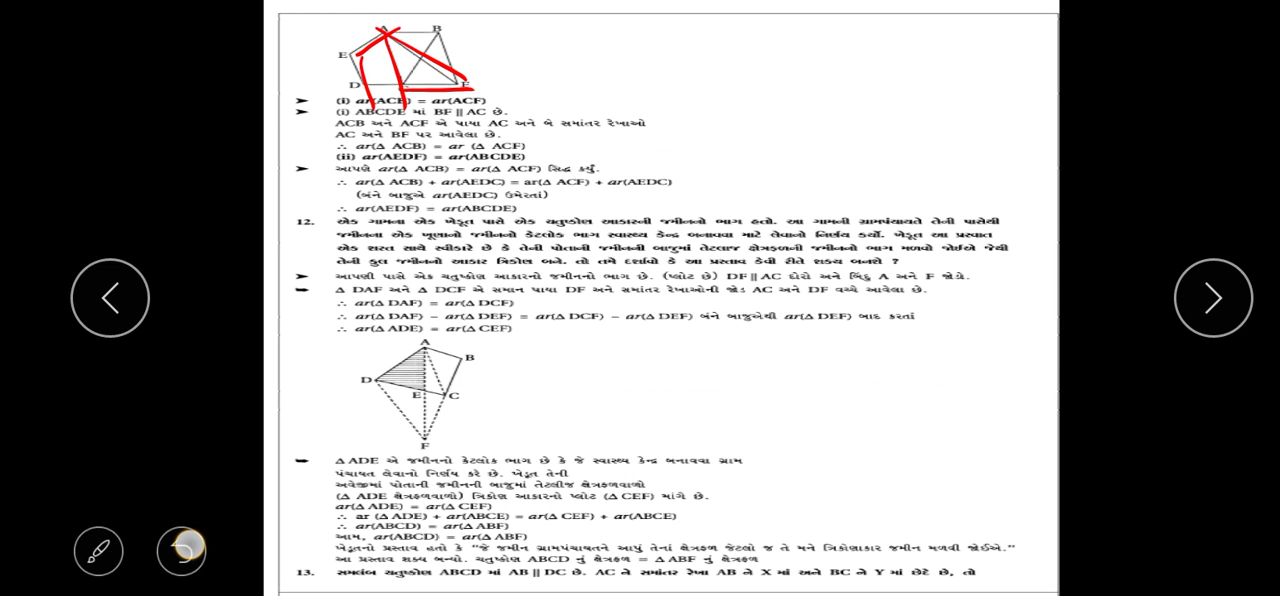 A B
E
D F
➤ (i) ar(ACB) = ar(ACF)
➤ (i) ABCDE માં BF || AC છે.
ACB અને ACF એ પાયા AC અને બે સમાંતર રેખાઓ
AC અને BF પર આવેલા છે.
∴ ar(Δ ACB) = ar (Δ ACF)
(ii) ar(AEDF) = ar(ABCDE)
➤ આપણે ar(Δ ACB) = ar(Δ ACF) સિદ્ધ કર્યું.
∴ ar(Δ ACB) + ar(AEDC) = ar(Δ ACF) + ar(AEDC)
(બંને બાજુએ ar(AEDC) ઉમેરતાં)
∴ ar(AEDF) = ar(ABCDE)
12. એક ગામના એક ખેડૂત પાસે એક ચતુષ્કોણ આકારની જમીનનો ભાગ હતો. આ ગામની ગ્રામપંચાયતે તેની પાસેથી
જમીનના એક ખૂણાનો જમીનનો કેટલોક ભાગ સ્વાસ્થ્ય કેન્દ્ર બનાવવા માટે લેવાનો નિર્ણય કર્યો. ખેડૂત આ પ્રસ્તાવ
એક શરત સાથે સ્વીકારે છે કે તેની પોતાની જમીનની બાજુમાં તેટલાજ ક્ષેત્રફળની જમીનનો ભાગ મળવો જોઈએ જેથી
તેની કુલ જમીનનો આકાર ત્રિકોણ બને. તો તમે દર્શાવો કે આ પ્રસ્તાવ કેવી રીતે શક્ય બનશે ?
➤ આપણી પાસે એક ચતુષ્કોણ આકારનો જમીનનો ભાગ છે. (પ્લોટ છે) DF || AC દોરો અને બિંદુ A અને F જોડો.
➥ Δ DAF અને Δ DCF એ સમાન પાયા DF અને સમાંતર રેખાઓની જોડ AC અને DF વચ્ચે આવેલા છે.
∴ ar(Δ DAF) = ar(Δ DCF)
∴ ar(Δ DAF) − ar(Δ DEF) = ar(Δ DCF) − ar(Δ DEF) બંને બાજુએથી ar(Δ DEF) બાદ કરતાં
∴ ar(Δ ADE) = ar(Δ CEF)
A
B
D
E C
F
➥ Δ ADE એ જમીનનો કેટલોક ભાગ છે કે જે સ્વાસ્થ્ય કેન્દ્ર બનાવવા ગ્રામ
પંચાયત લેવાનો નિર્ણય કરે છે. ખેડૂત તેની
અવેજીમાં પોતાની જમીનની બાજુમાં તેટલીજ ક્ષેત્રફળવાળો
(Δ ADE ક્ષેત્રફળવાળો) ત્રિકોણ આકારનો પ્લોટ (Δ CEF) માંગે છે.
ar(Δ ADE) = ar(Δ CEF)
∴ ar (Δ ADE) + ar(ABCE) = ar(Δ CEF) + ar(ABCE)
∴ ar(ABCD) = ar(Δ ABF)
આમ, ar(ABCD) = ar(Δ ABF)
ખેડૂતનો પ્રસ્તાવ હતો કે "જે જમીન ગ્રામપંચાયતને આપું તેનાં ક્ષેત્રફળ જેટલો જ તે મને ત્રિકોણાકાર જમીન મળવી જોઈએ."
આ પ્રસ્તાવ શક્ય બન્યો. ચતુષ્કોણ ABCD નું ક્ષેત્રફળ = Δ ABF નું ક્ષેત્રફળ
13. સમલંબ ચતુષ્કોણ ABCD માં AB || DC છે. AC ને સમાંતર રેખા AB ને X માં અને BC ને Y માં છેદે છે, તો